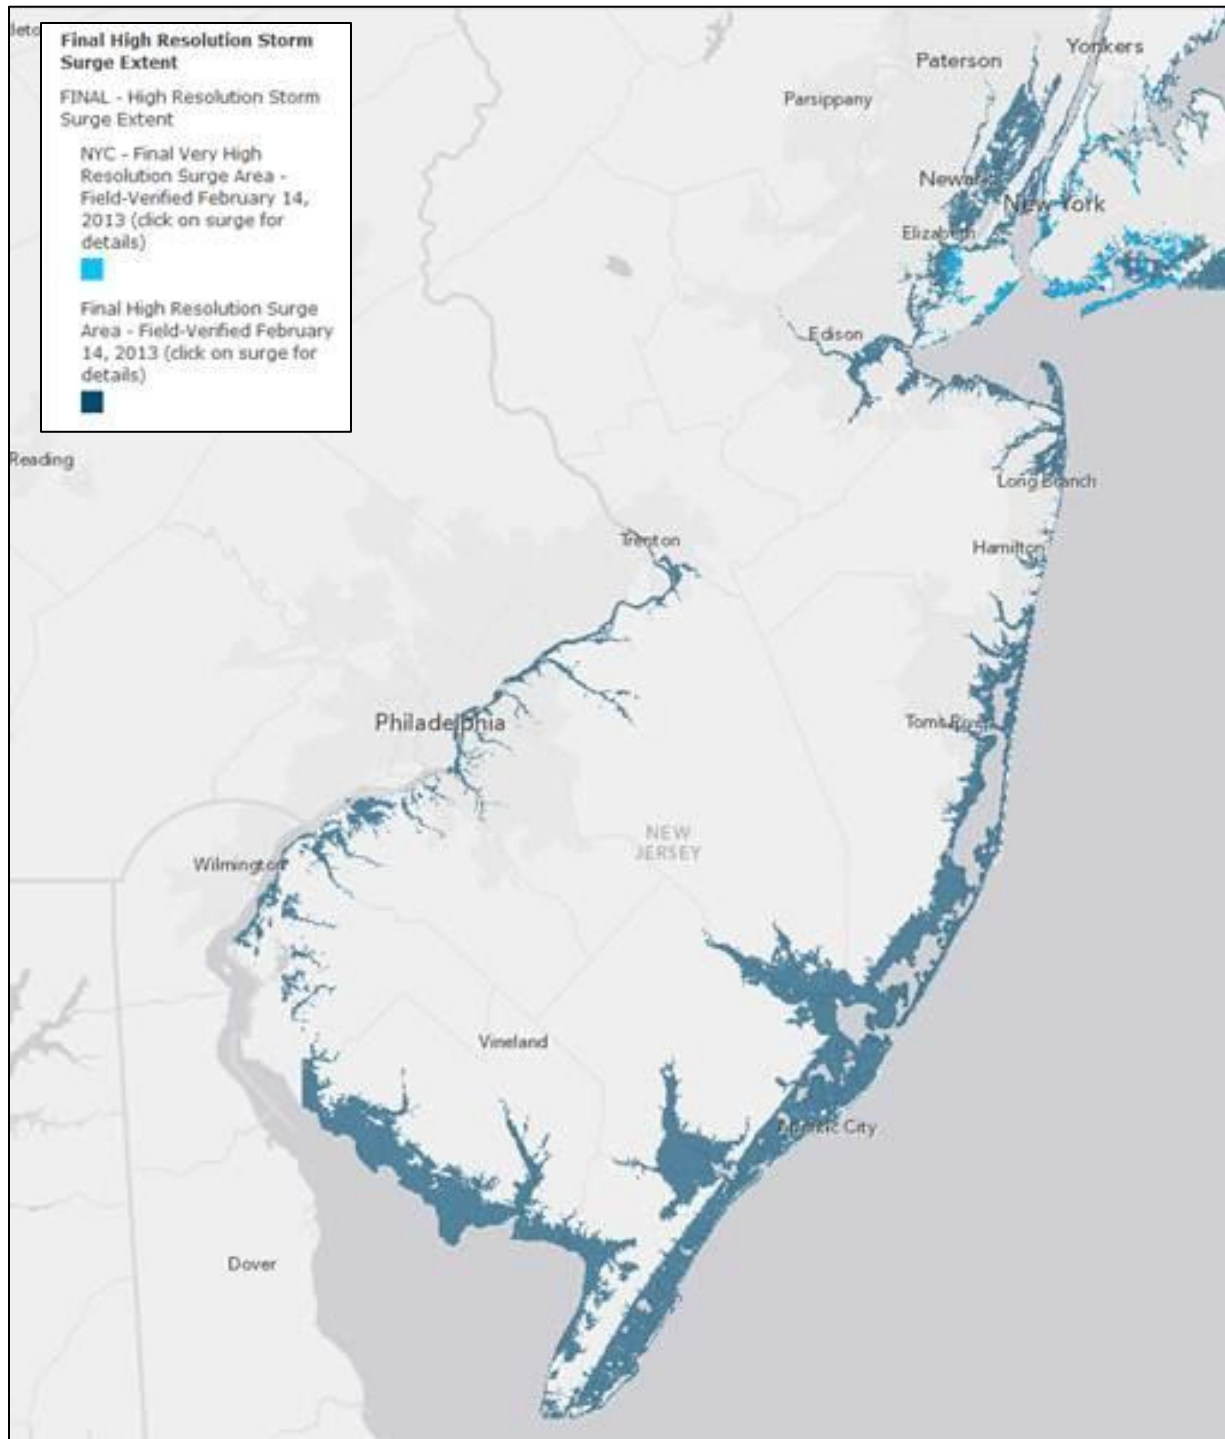 Final High Resolution Storm
Surge Extent
FINAL - High Resolution Storm
Surge Extent
NYC - Final Very High
Resolution Surge Area -
Field-Verified February 14,
2013 (click on surge for
details)
Final High Resolution Surge
Area - Field-Verified February
14, 2013 (click on surge for
details)
Yonkers
Paterson
Parsippany
Newark
New York
Elizabeth
Edison
Reading
Long Branch
Trenton
Hamilton
Philadelphia
Toms River
NEW
JERSEY
Wilmington
Vineland
Atlantic City
Dover